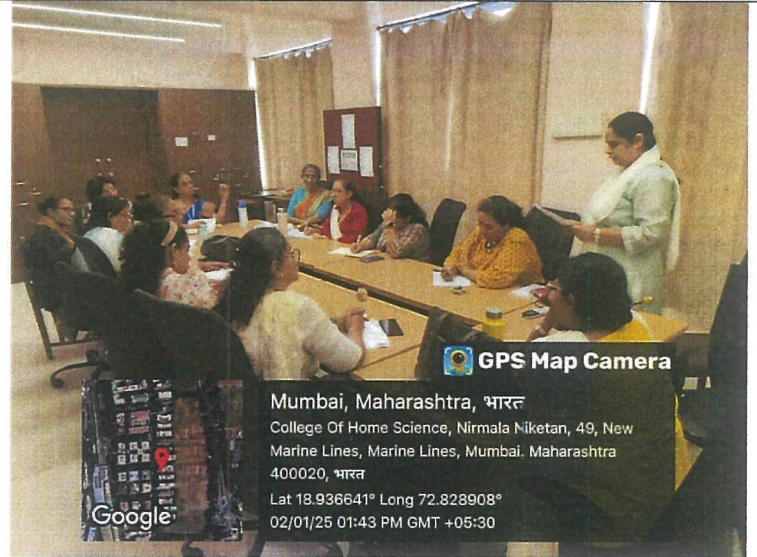 GPS Map Camera
Mumbai, Maharashtra, भारत
College Of Home Science, Nirmala Niketan, 49, New
Marine Lines, Marine Lines, Mumbai. Maharashtra
400020, भारत
Lat 18.936641° Long 72.828908°
02/01/25 01:43 PM GMT +05:30
Google